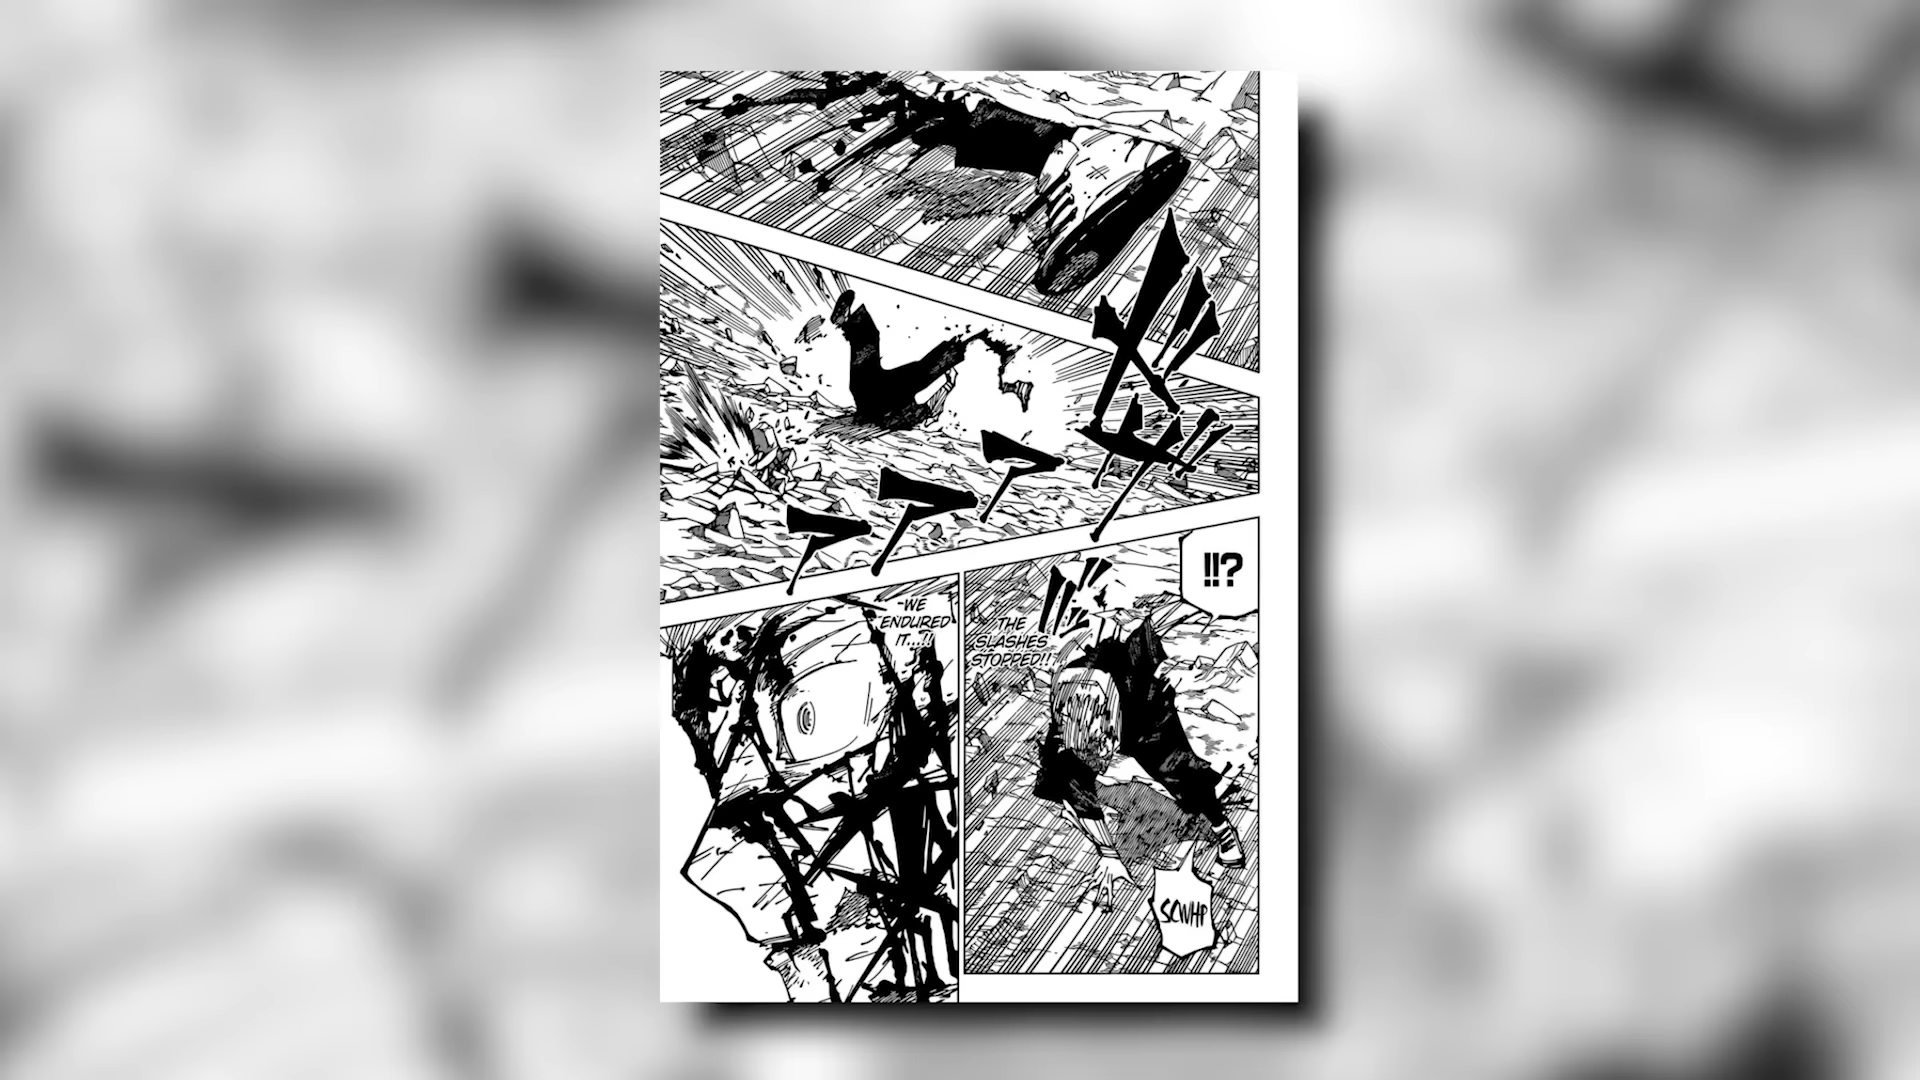 !!?
THE
SLASHES
STOPPED!!
SCWHP
WE
ENDURED
IT...!!